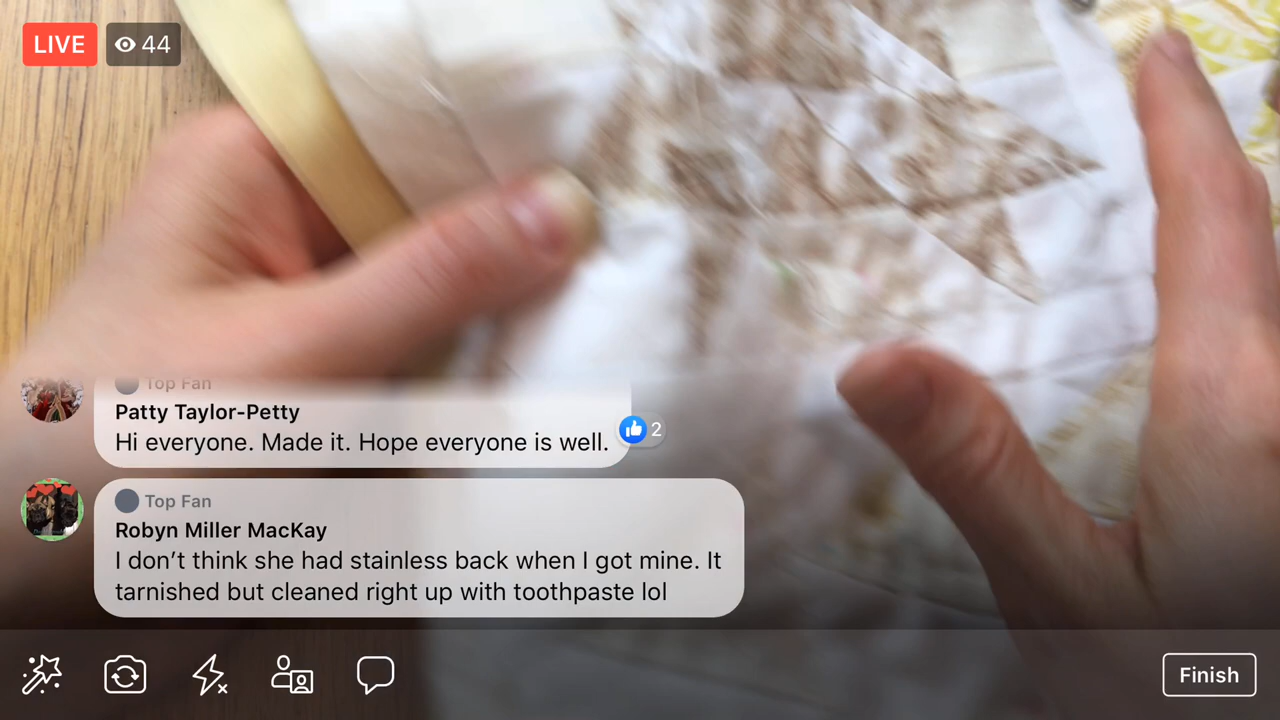 LIVE
44
Top Fan
Patty Taylor-Petty
Hi everyone. Made it. Hope everyone is well.
2
Top Fan
Robyn Miller MacKay
I don’t think she had stainless back when I got mine. It
tarnished but cleaned right up with toothpaste lol
Finish